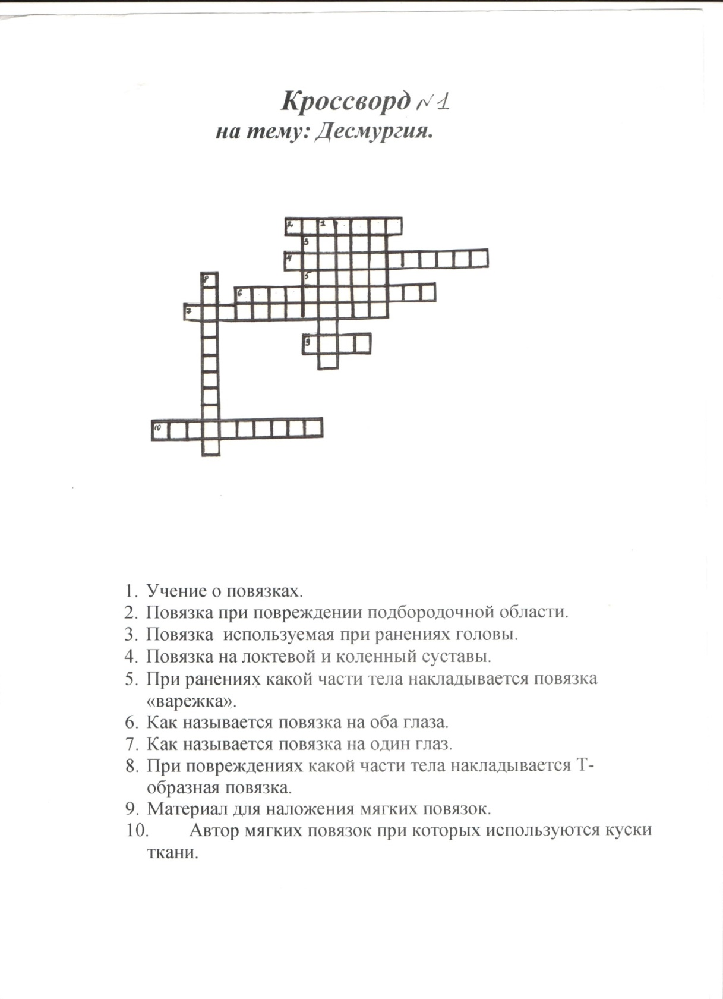 Кроссворд №1
на тему: Десмургия.
2 1
3
4
5
8
6
7
9
10
1. Учение о повязках.
2. Повязка при повреждении подбородочной области.
3. Повязка используемая при ранениях головы.
4. Повязка на локтевой и коленный суставы.
5. При ранениях какой части тела накладывается повязка
«варежка».
6. Как называется повязка на оба глаза.
7. Как называется повязка на один глаз.
8. При повреждениях какой части тела накладывается Т-
образная повязка.
9. Материал для наложения мягких повязок.
10. Автор мягких повязок при которых используются куски
ткани.